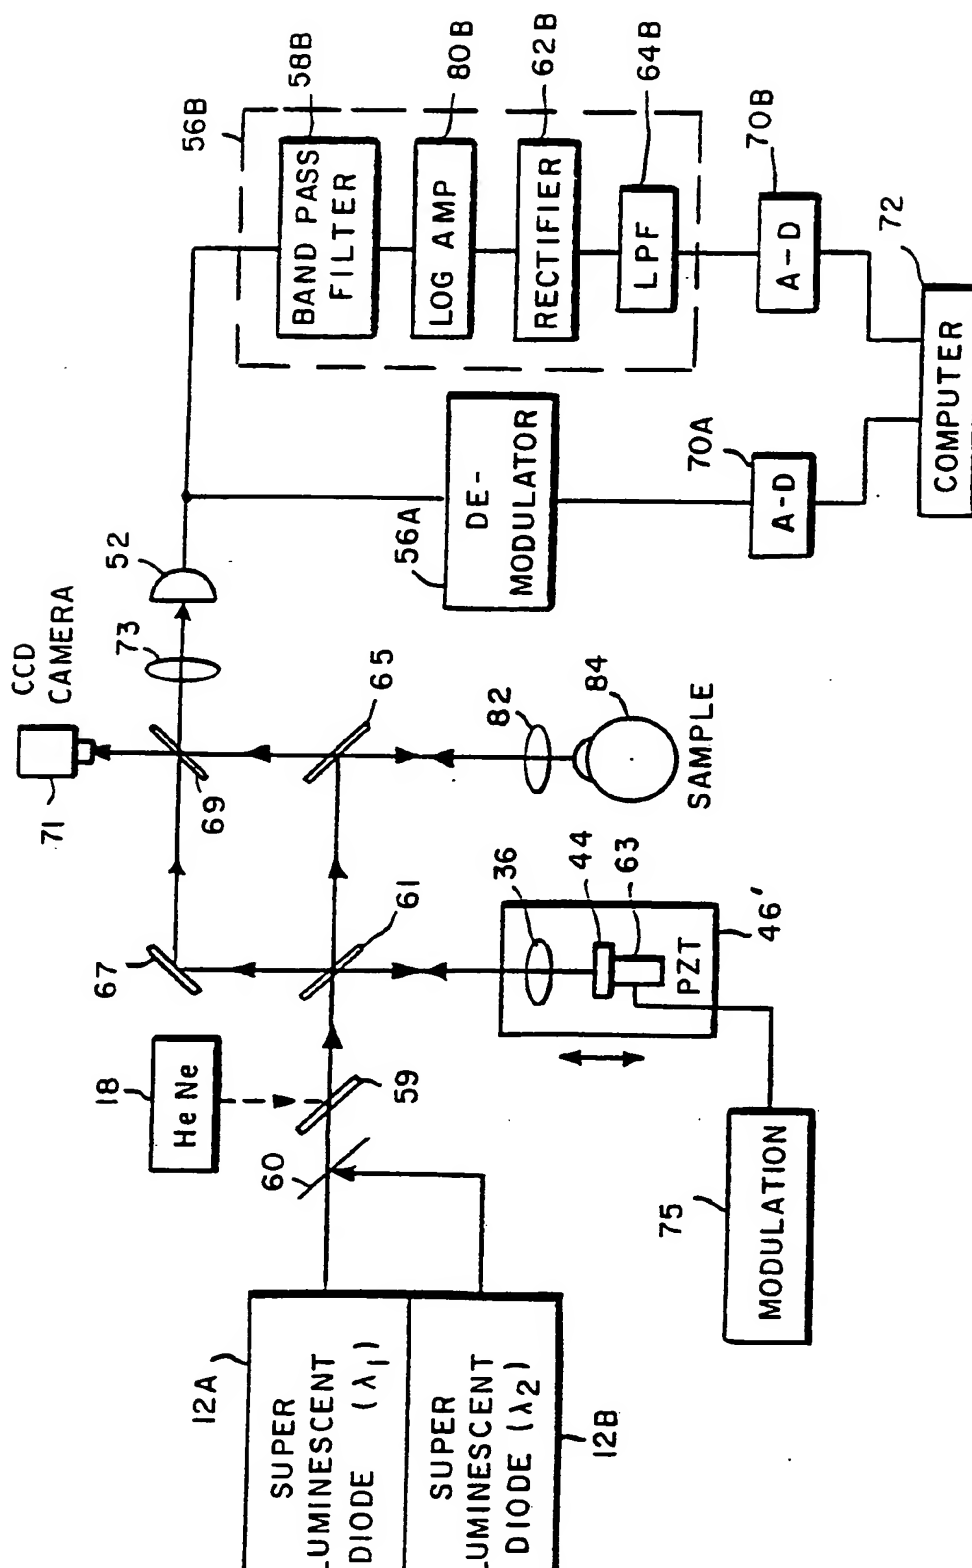 CCD
CAMERA
71
73
52
69
67
65
61
HeNe
18
59
60
12A
SUPER
LUMINESCENT
DIODE (λ1)
SUPER
LUMINESCENT
DIODE (λ2)
12B
36
44
63
PZT
46'
82
84
SAMPLE
75
MODULATION
56A
DE-
MODULATOR
56B
58B
BAND PASS
FILTER
80B
LOG AMP
62B
RECTIFIER
64B
LPF
70A
A-D
70B
A-D
72
COMPUTER